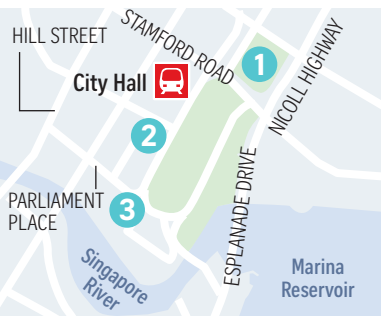 HILL STREET
STAMFORD ROAD
1
NICOLL HIGHWAY
City Hall
2
PARLIAMENT
PLACE
3
ESPLANADE DRIVE
Singapore
River
Marina
Reservoir